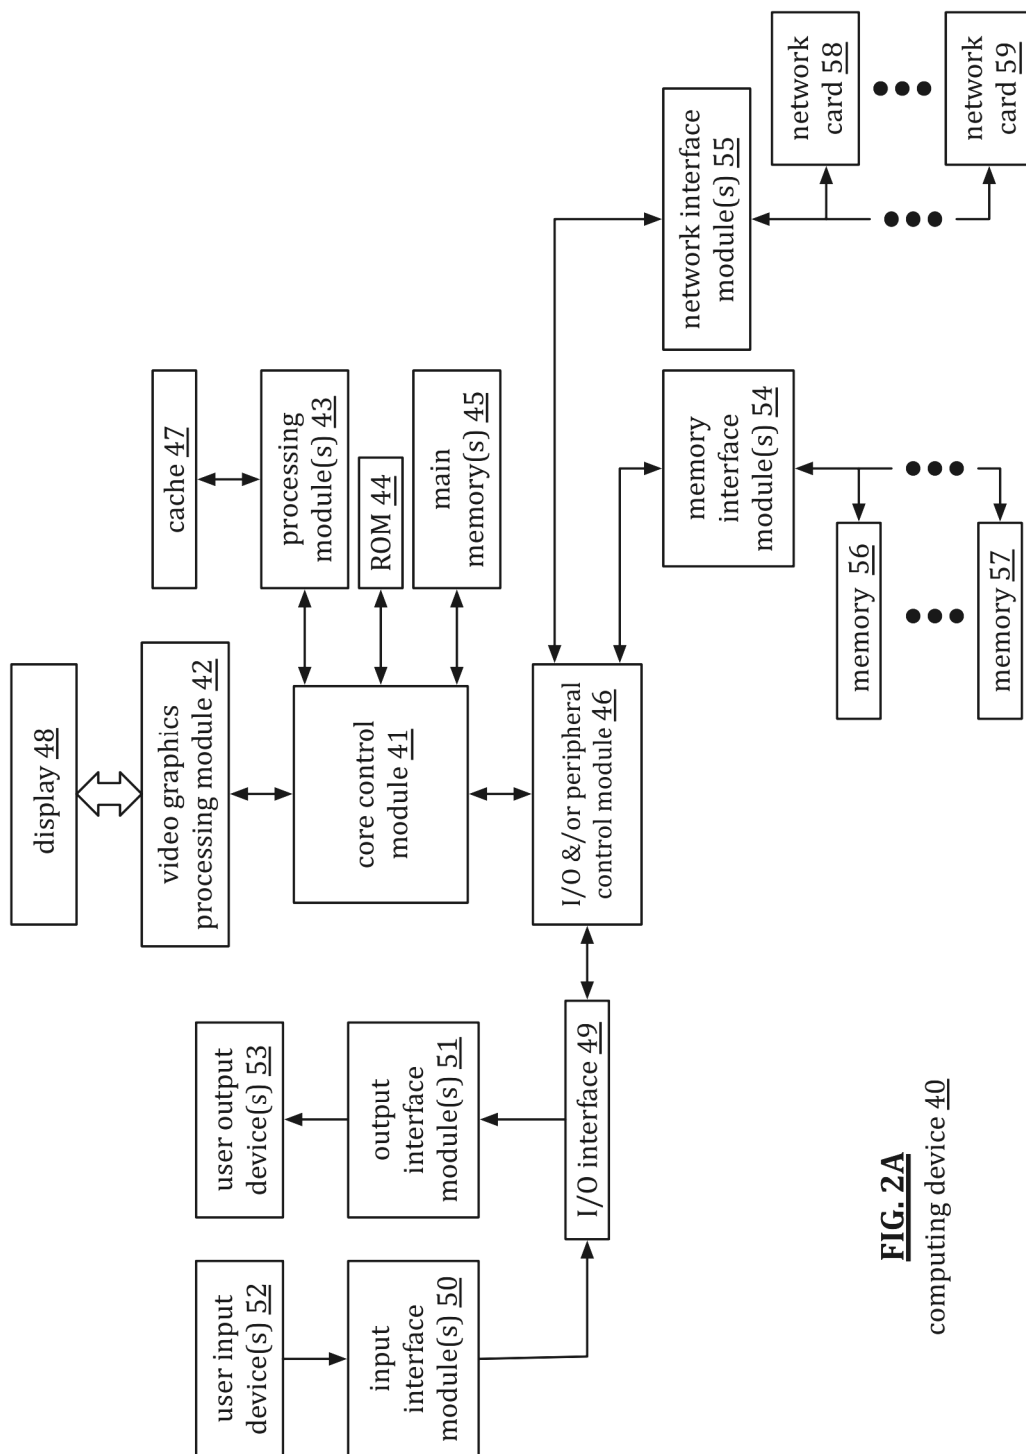 display 48
video graphics
processing module 42
cache 47
processing
module(s) 43
ROM 44
main
memory(s) 45
core control
module 41
user input
device(s) 52
user output
device(s) 53
input
interface
module(s) 50
output
interface
module(s) 51
I/O interface 49
I/O &/or peripheral
control module 46
memory
interface
module(s) 54
network interface
module(s) 55
memory 56
memory 57
network
card 58
network
card 59
FIG. 2A
computing device 40